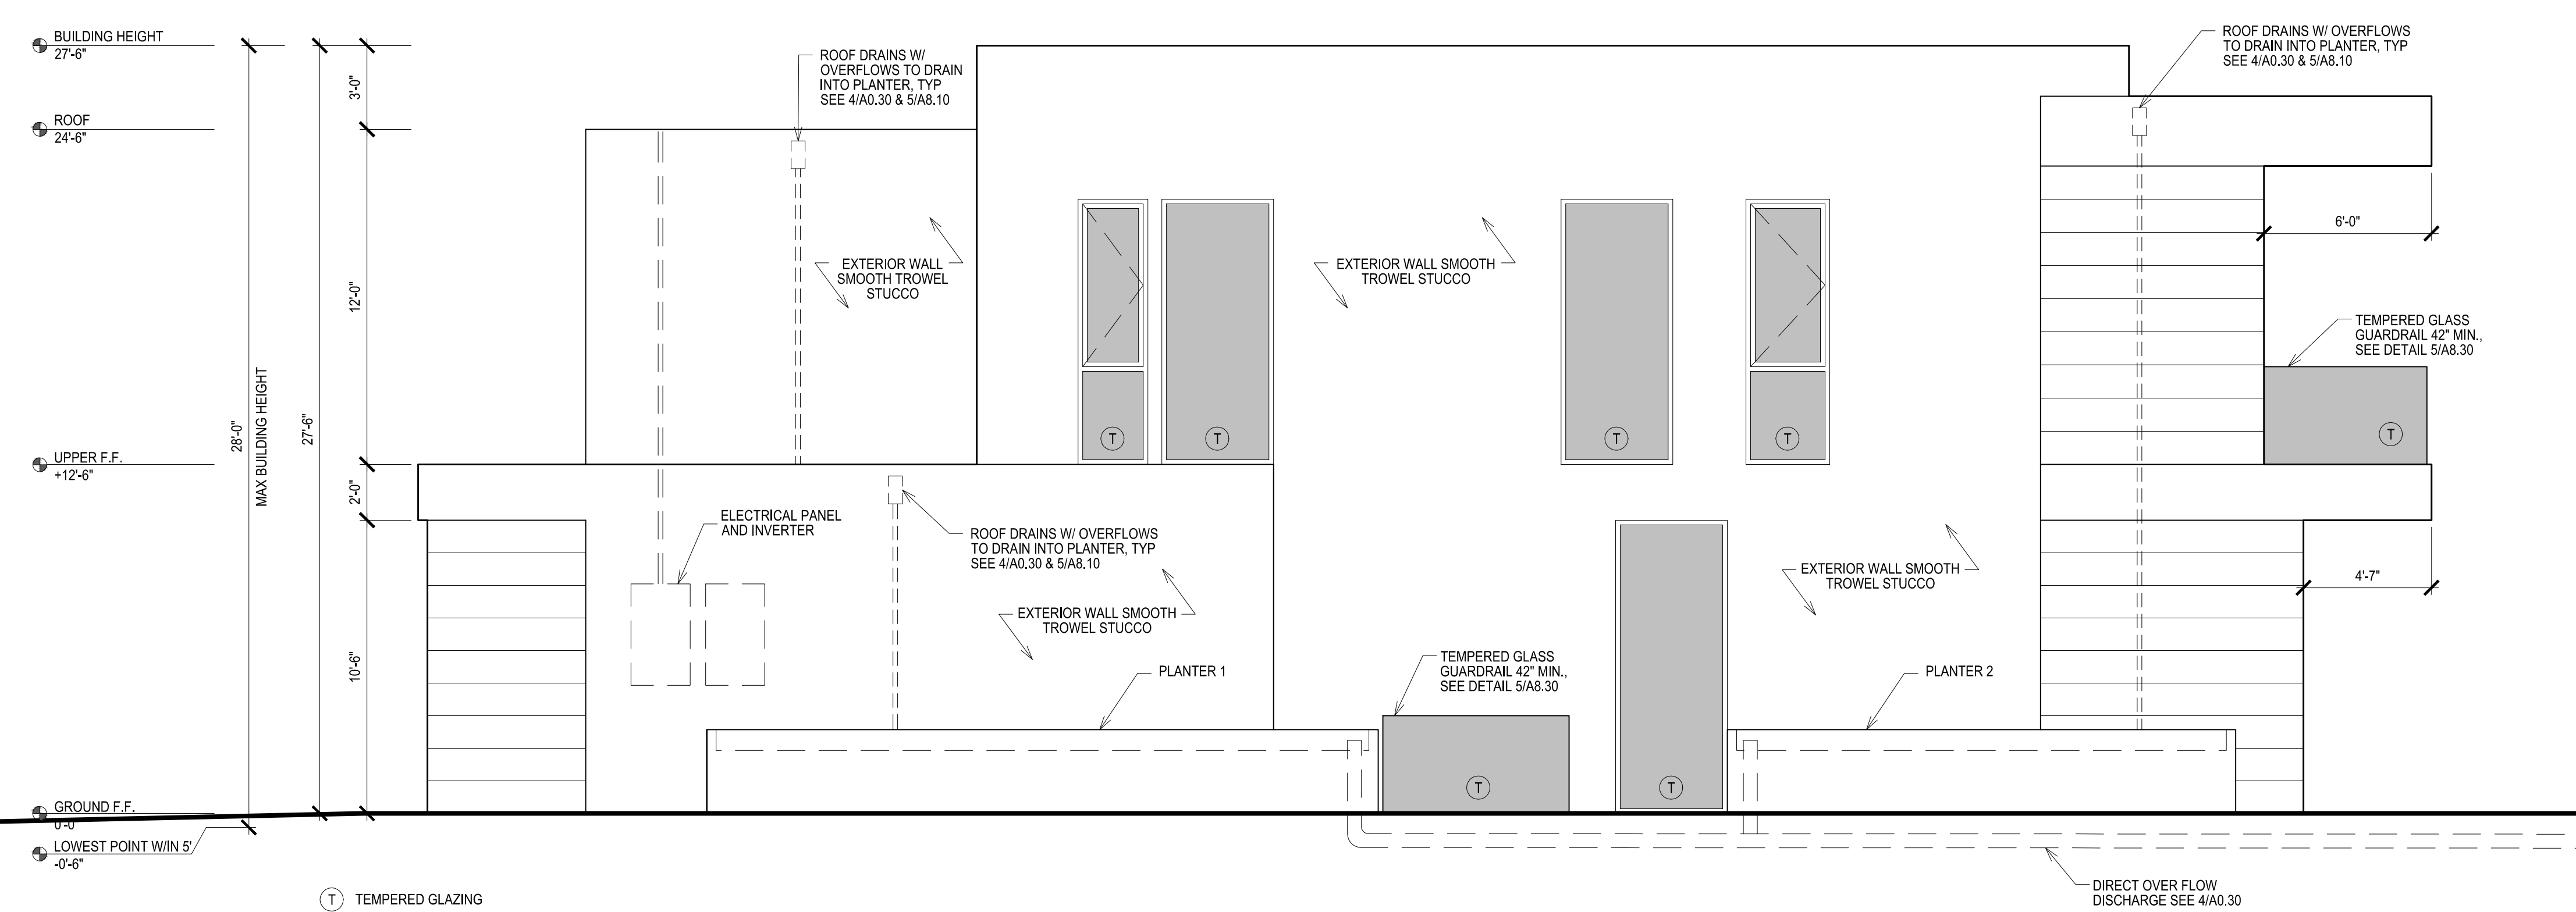 BUILDING HEIGHT
27'-6"
ROOF
24'-6"
UPPER F.F.
+12'-6"
GROUND F.F.
0'-0"
LOWEST POINT W/IN 5'
-0'-6"
28'-0"
MAX BUILDING HEIGHT
27'-6"
3'-0"
12'-0"
2'-0"
10'-6"
ROOF DRAINS W/
OVERFLOWS TO DRAIN
INTO PLANTER, TYP
SEE 4/A0.30 & 5/A8.10
EXTERIOR WALL
SMOOTH TROWEL
STUCCO
EXTERIOR WALL SMOOTH
TROWEL STUCCO
ROOF DRAINS W/ OVERFLOWS
TO DRAIN INTO PLANTER, TYP
SEE 4/A0.30 & 5/A8.10
6'-0"
TEMPERED GLASS
GUARDRAIL 42" MIN.,
SEE DETAIL 5/A8.30
T
T
T
T
T
ELECTRICAL PANEL
AND INVERTER
ROOF DRAINS W/ OVERFLOWS
TO DRAIN INTO PLANTER, TYP
SEE 4/A0.30 & 5/A8.10
EXTERIOR WALL SMOOTH
TROWEL STUCCO
EXTERIOR WALL SMOOTH
TROWEL STUCCO
4'-7"
PLANTER 1
TEMPERED GLASS
GUARDRAIL 42" MIN.,
SEE DETAIL 5/A8.30
PLANTER 2
T
T
DIRECT OVER FLOW
DISCHARGE SEE 4/A0.30
T TEMPERED GLAZING